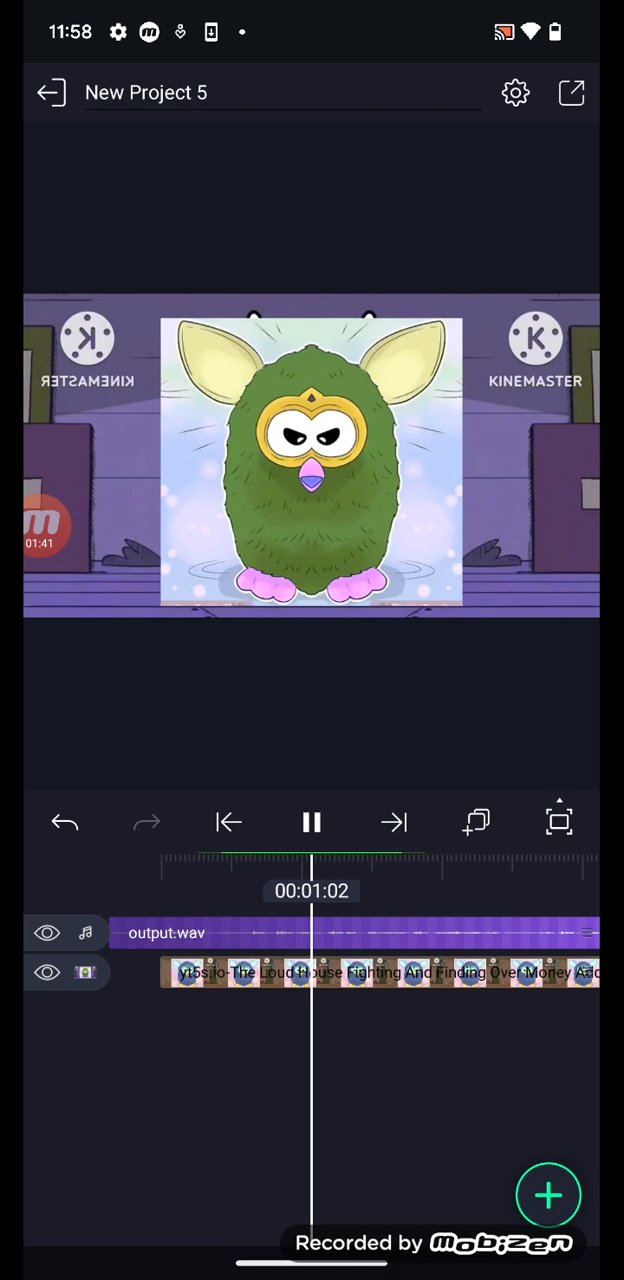 11:58
New Project 5
KINEMASTER
KINEMASTER
01:41
00:01:02
output.wav
yt5s.io-The Loud House Fighting And Finding Over Money Add
Recorded by mobizen